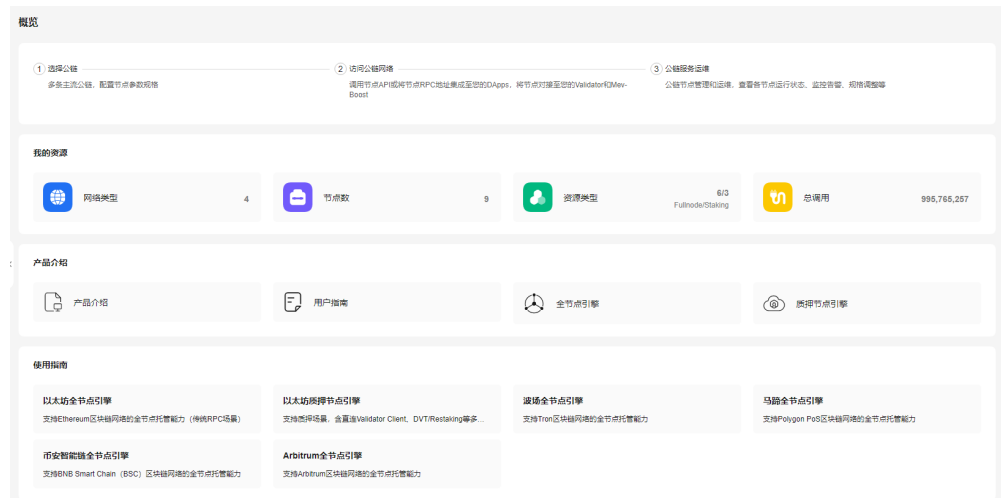 概览
1 选择公链
多条主流公链，配置节点参数规格
2 访问公链网络
调用节点API或将节点RPC地址集成至您的DApps，将节点对接至您的Validator和Mev-
Boost
3 公链服务运维
公链节点管理和运维，查看各节点运行状态、监控告警、规格调整等
我的资源
网络类型 4
节点数 9
资源类型 6/3
Fullnode/Staking
总调用 995,765,257
产品介绍
产品介绍
用户指南
全节点引擎
质押节点引擎
使用指南
以太坊全节点引擎
支持Ethereum区块链网络的全节点托管能力（传统RPC场景）
以太坊质押节点引擎
支持质押场景，含直连Validator Client、DVT/Restaking等多...
波场全节点引擎
支持Tron区块链网络的全节点托管能力
马蹄全节点引擎
支持Polygon PoS区块链网络的全节点托管能力
币安智能链全节点引擎
支持BNB Smart Chain（BSC）区块链网络的全节点托管能力
Arbitrum全节点引擎
支持Arbitrum区块链网络的全节点托管能力